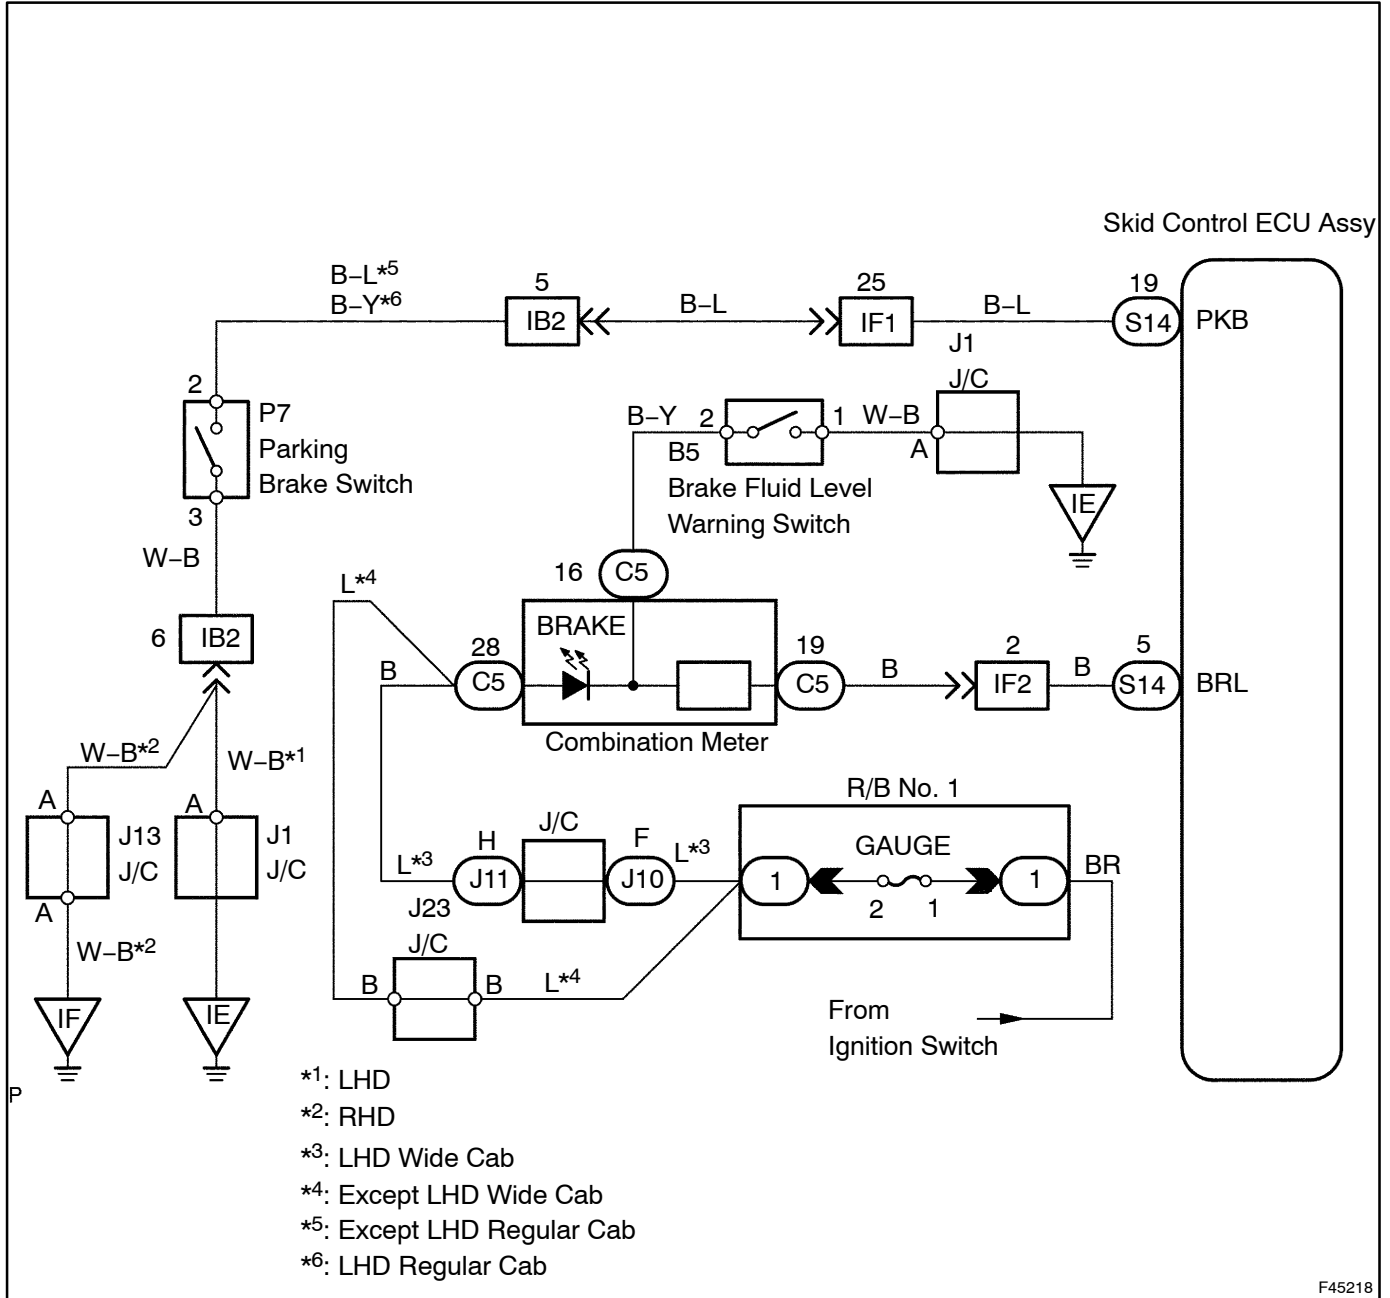 Skid Control ECU Assy
B–L*5
B–Y*6
5
IB2
B–L
25
IF1
B–L
19
S14
PKB
J1
J/C
2
P7
Parking
Brake Switch
3
B–Y
2
B5
1
W–B
A
Brake Fluid Level
Warning Switch
IE
W–B
16
C5
L*4
6
IB2
BRAKE
28
C5
B
19
C5
B
2
IF2
B
5
S14
BRL
Combination Meter
W–B*2
W–B*1
R/B No. 1
A
J13
J/C
A
A
J1
J/C
L*3
H
J11
J/C
F
J10
L*3
GAUGE
1
2
1
1
BR
J23
J/C
W–B*2
B
B
L*4
From
Ignition Switch
IF
IE
P
*1: LHD
*2: RHD
*3: LHD Wide Cab
*4: Except LHD Wide Cab
*5: Except LHD Regular Cab
*6: LHD Regular Cab
F45218